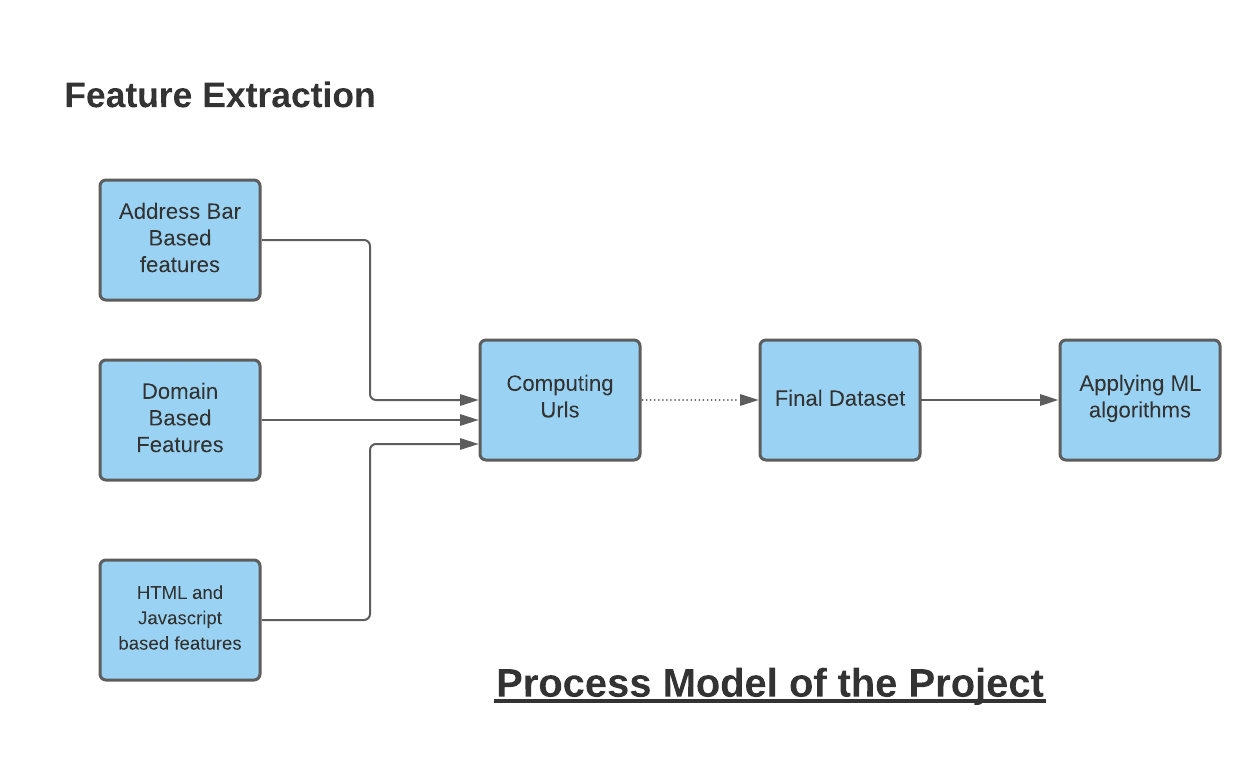 Feature Extraction
Address Bar
Based
features
Domain
Based
Features
HTML and
Javascript
based features
Computing
Urls
Final Dataset
Applying ML
algorithms
Process Model of the Project